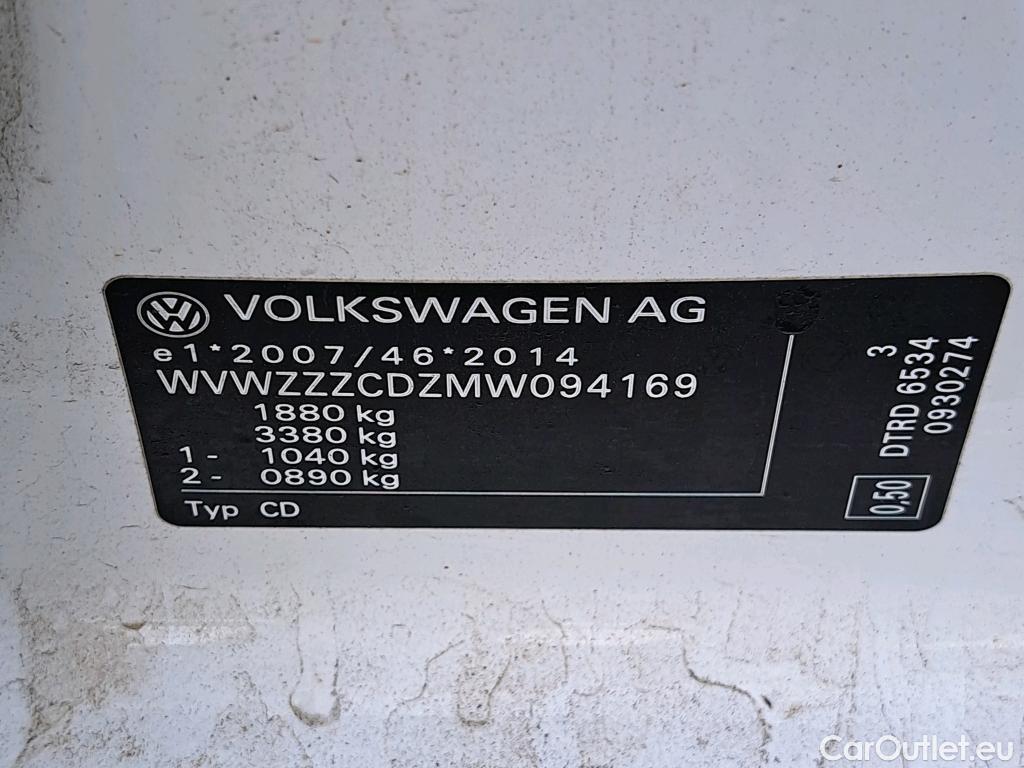 VOLKSWAGEN AG
e1*2007/46*2014
WVWZZZCDZMW094169
1880 kg
3380 kg
1 - 1040 kg
2 - 0890 kg
Typ CD
3
DTRD 6534
0930274
0,50
CarOutlet.eu